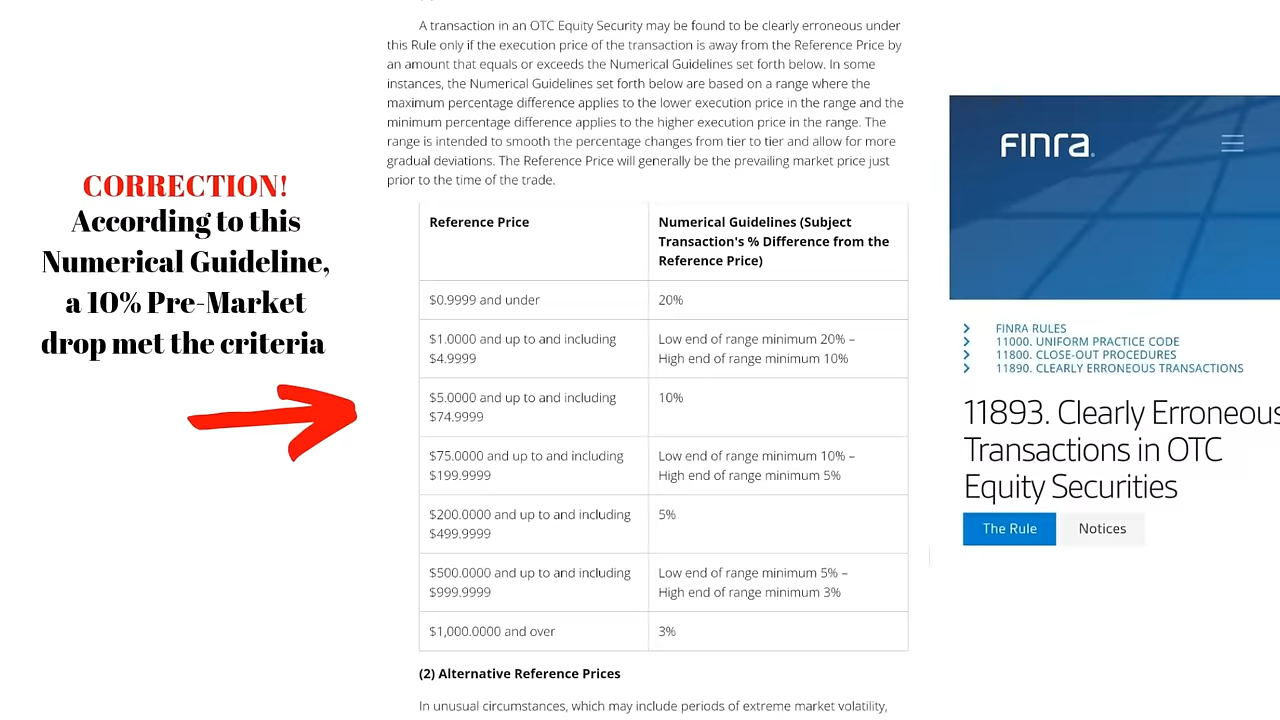 CORRECTION!
According to this
Numerical Guideline,
a 10% Pre-Market
drop met the criteria
A transaction in an OTC Equity Security may be found to be clearly erroneous under
this Rule only if the execution price of the transaction is away from the Reference Price by
an amount that equals or exceeds the Numerical Guidelines set forth below. In some
instances, the Numerical Guidelines set forth below are based on a range where the
maximum percentage difference applies to the lower execution price in the range and the
minimum percentage difference applies to the higher execution price in the range. The
range is intended to smooth the percentage changes from tier to tier and allow for more
gradual deviations. The Reference Price will generally be the prevailing market price just
prior to the time of the trade.
Reference Price
Numerical Guidelines (Subject
Transaction's % Difference from the
Reference Price)
$0.9999 and under
20%
$1.0000 and up to and including
$4.9999
Low end of range minimum 20% –
High end of range minimum 10%
$5.0000 and up to and including
$74.9999
10%
$75.0000 and up to and including
$199.9999
Low end of range minimum 10% –
High end of range minimum 5%
$200.0000 and up to and including
$499.9999
5%
$500.0000 and up to and including
$999.9999
Low end of range minimum 5% –
High end of range minimum 3%
$1,000.0000 and over
3%
(2) Alternative Reference Prices
In unusual circumstances, which may include periods of extreme market volatility,
FINRA
FINRA RULES
11000. UNIFORM PRACTICE CODE
11800. CLOSE-OUT PROCEDURES
11890. CLEARLY ERRONEOUS TRANSACTIONS
11893. Clearly Erroneous
Transactions in OTC
Equity Securities
The Rule
Notices